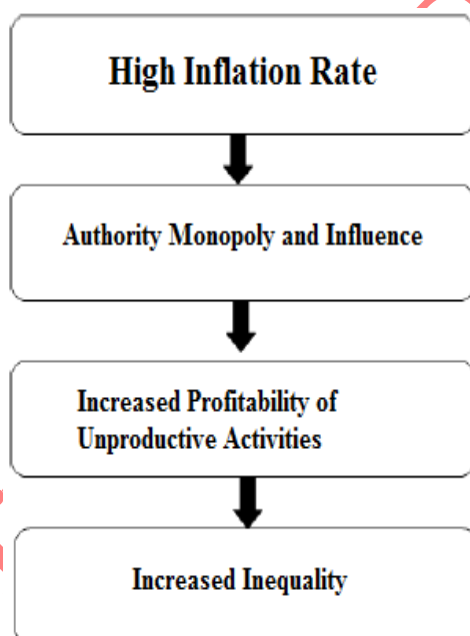 High Inflation Rate
Authority Monopoly and Influence
Increased Profitability of
Unproductive Activities
Increased Inequality